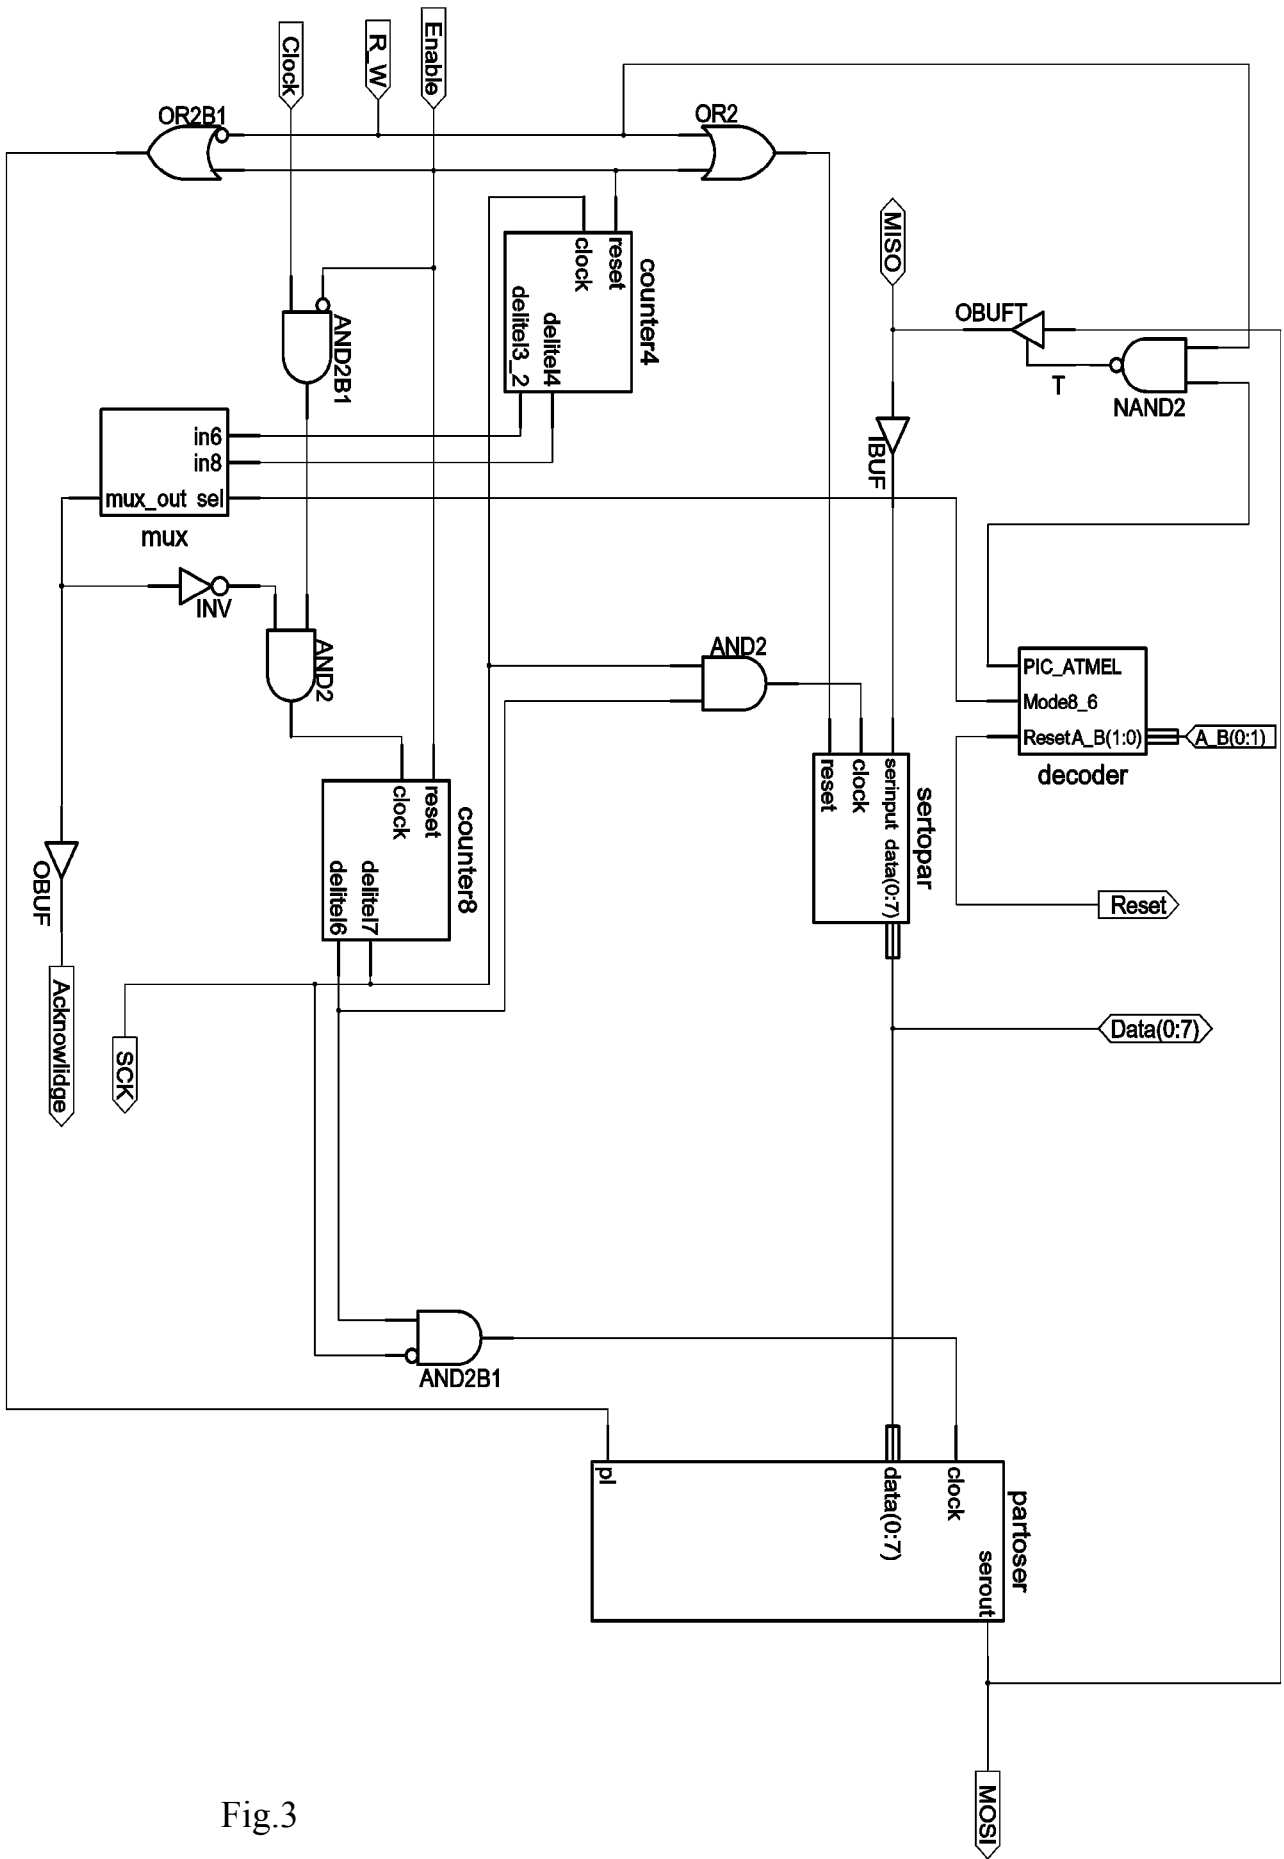 Clock
R_W
Enable
OR2B1
OR2
MISO
reset
clock
counter4
delitel3_2
delitel4
AND2B1
OBUFT
T
NAND2
IBUF
in6
in8
mux_out sel
mux
INV
AND2
AND2
PIC_ATMEL
Mode8_6
Reset A_B(1:0)
A_B(0:1)
decoder
reset
clock
counter8
delitel6
delitel7
reset
clock
serinput data(0:7)
sertopar
OBUF
Reset
Acknowlidge
SCK
Data(0:7)
AND2B1
pl
data(0:7)
clock
serout
partoser
MOSI
Fig.3